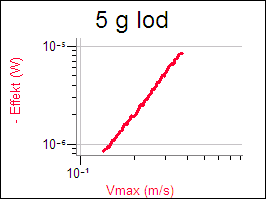 5 g lod
10⁻⁵
- Effekt (W)
10⁻⁶
10⁻¹
Vmax (m/s)